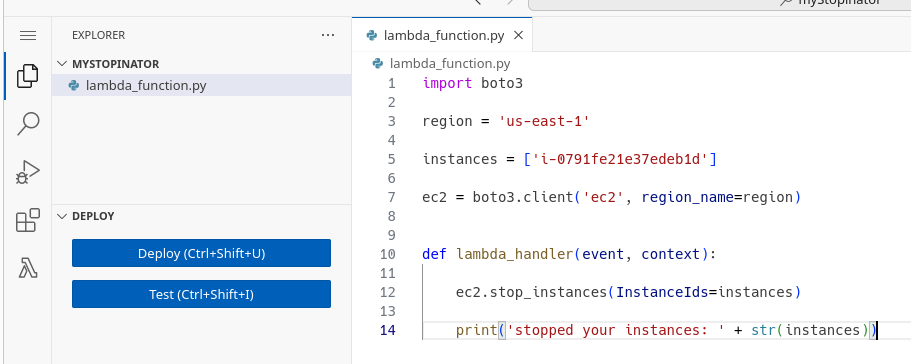 myStopinator
EXPLORER
MYSTOPINATOR
lambda_function.py
DEPLOY
Deploy (Ctrl+Shift+U)
Test (Ctrl+Shift+I)
lambda_function.py
lambda_function.py
1 import boto3
2
3 region = 'us-east-1'
4
5 instances = ['i-0791fe21e37edeb1d']
6
7 ec2 = boto3.client('ec2', region_name=region)
8
9
10 def lambda_handler(event, context):
11
12     ec2.stop_instances(InstanceIds=instances)
13
14     print('stopped your instances: ' + str(instances))